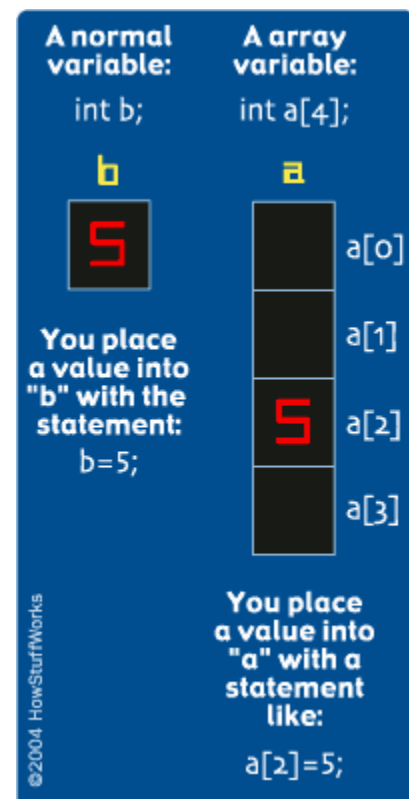 A normal
variable:
int b;
b
5
You place
a value into
"b" with the
statement:
b=5;
A array
variable:
int a[4];
a
a[0]
a[1]
5
a[2]
a[3]
You place
a value into
"a" with a
statement
like:
a[2]=5;
©2004 HowStuffWorks